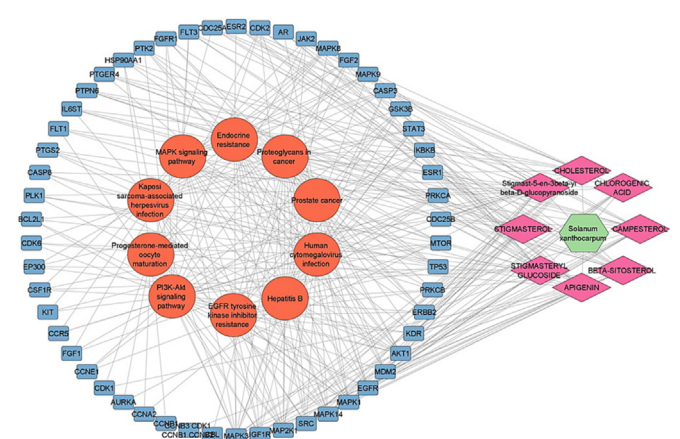 FLT3
CDC25A
ESR2
CDK2
AR
JAK2
MAPK8
FGF2
MAPK9
CASP3
GSK3B
STAT3
IKBKB
ESR1
PRKCA
CDC25B
MTOR
TP53
PRKCB
ERBB2
KDR
AKT1
MDM2
EGFR
MAPK1
MAPK14
SRC
MAP2K1
IGF1R
MAPK3
CCNB3 CDK1
CCNB1 CCNB2
CCNB1
CCNA2
AURKA
CDK1
CCNE1
FGF1
CCR5
KIT
CSF1R
EP300
CDK6
BCL2L1
PLK1
CASP8
PTGS2
FLT1
IL6ST
PTPN6
PTGER4
HSP90AA1
PTK2
FGFR1
Endocrine
resistance
Proteoglycans in
cancer
Prostate cancer
Human
cytomegalovirus
infection
Hepatitis B
EGFR tyrosine
kinase inhibitor
resistance
PI3K-Akt
signaling
pathway
Progesterone-mediated
oocyte
maturation
Kaposi
sarcoma-associated
herpesvirus
infection
MAPK signaling
pathway
CHOLESTEROL
Stigmast-5-en-3beta-yl
beta-D-glucopyranoside
CHLOROGENIC
ACID
STIGMASTEROL
Solanum
xanthocarpum
CAMPESTEROL
STIGMASTERYL
GLUCOSIDE
BETA-SITOSTEROL
APIGENIN